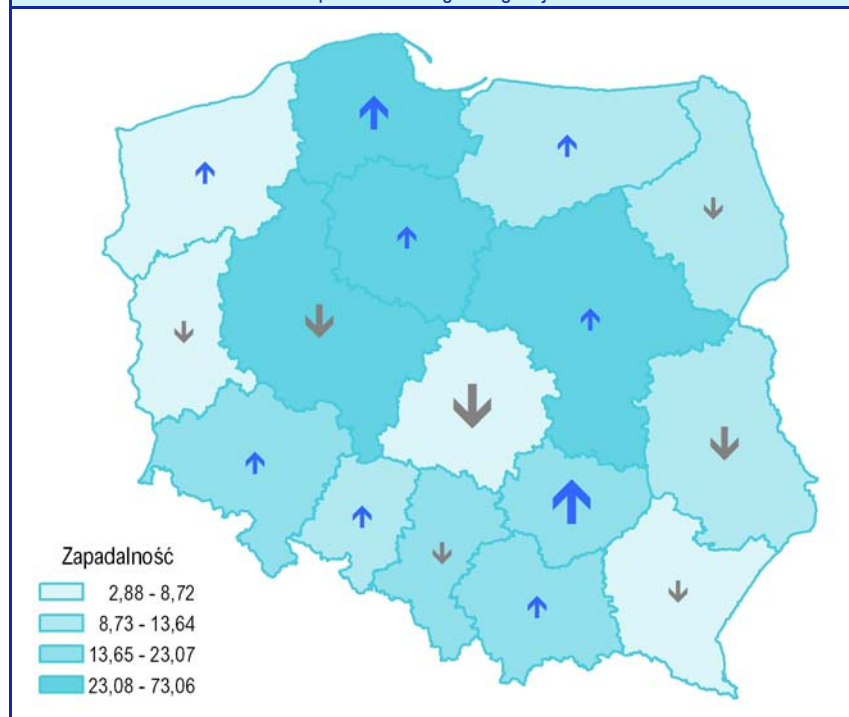 Zapadalność
2,88 - 8,72
8,73 - 13,64
13,65 - 23,07
23,08 - 73,06